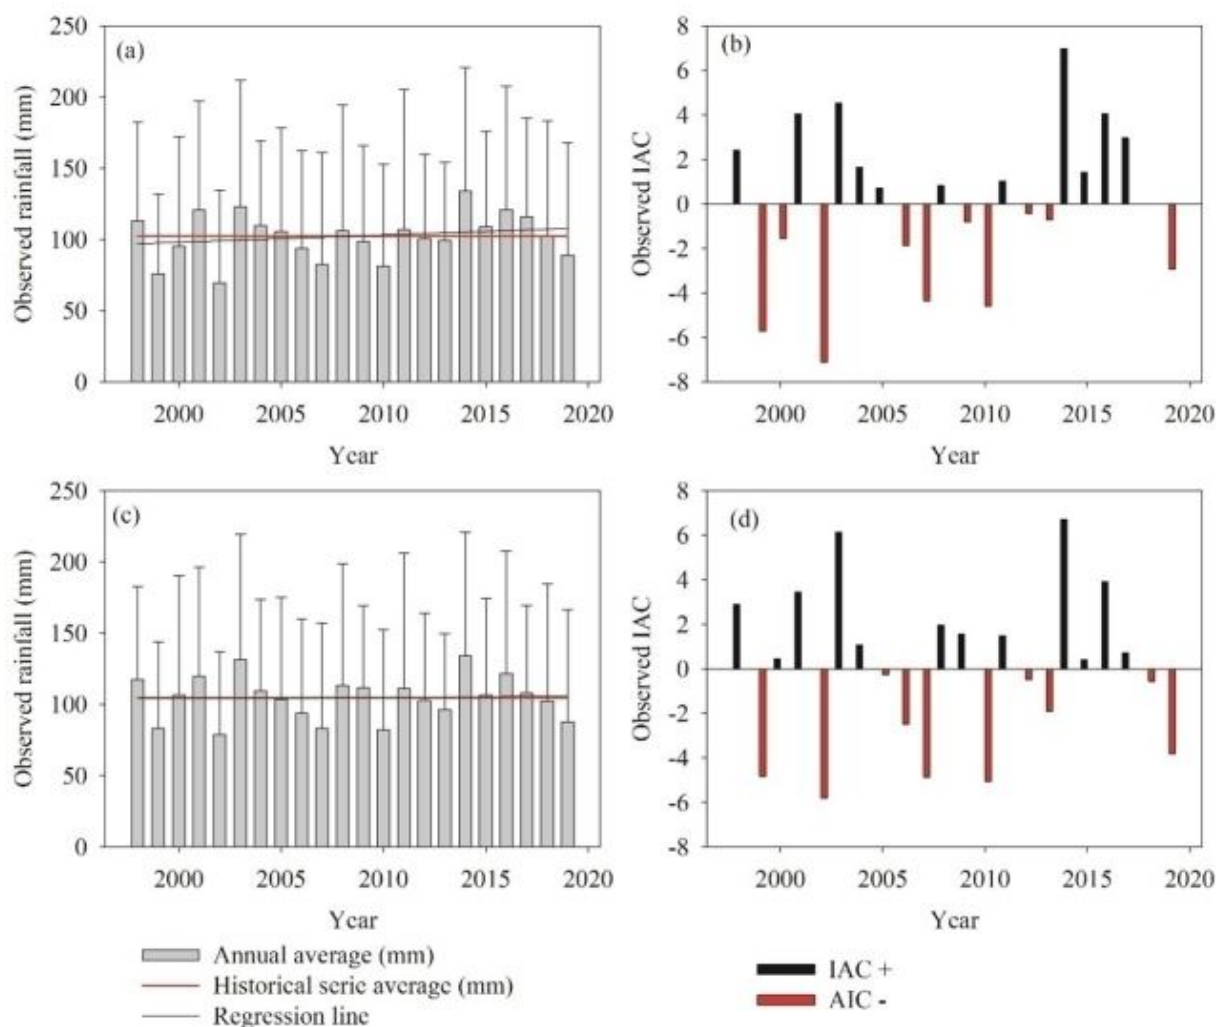 (a)
Observed rainfall (mm)
250
200
150
100
50
0
2000 2005 2010 2015 2020
Year
(b)
Observed IAC
8
6
4
2
0
-2
-4
-6
-8
2000 2005 2010 2015 2020
Year
(c)
Observed rainfall (mm)
250
200
150
100
50
0
2000 2005 2010 2015 2020
Year
(d)
Observed IAC
8
6
4
2
0
-2
-4
-6
-8
2000 2005 2010 2015 2020
Year
Annual average (mm)
Historical serie average (mm)
Regression line
IAC +
AIC -